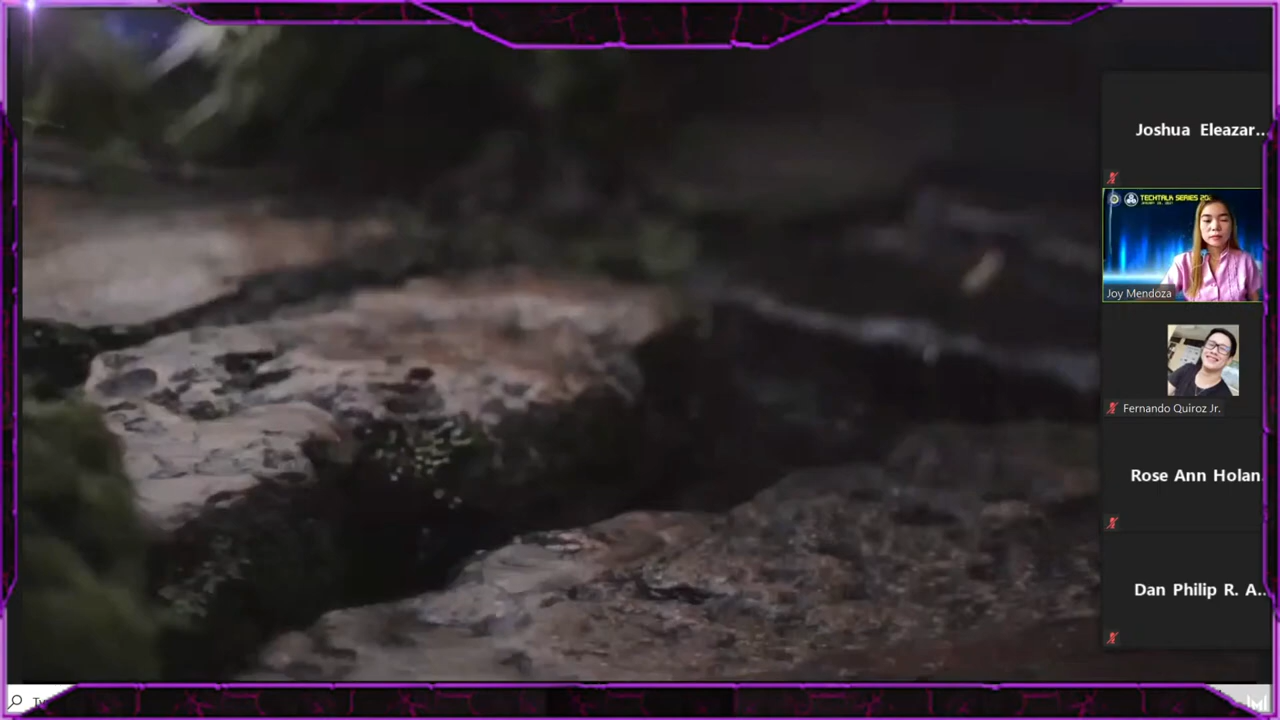 Joshua Eleazar...
TECHTALK SERIES 20
Joy Mendoza
Fernando Quiroz Jr.
Rose Ann Holan
Dan Philip R. A...